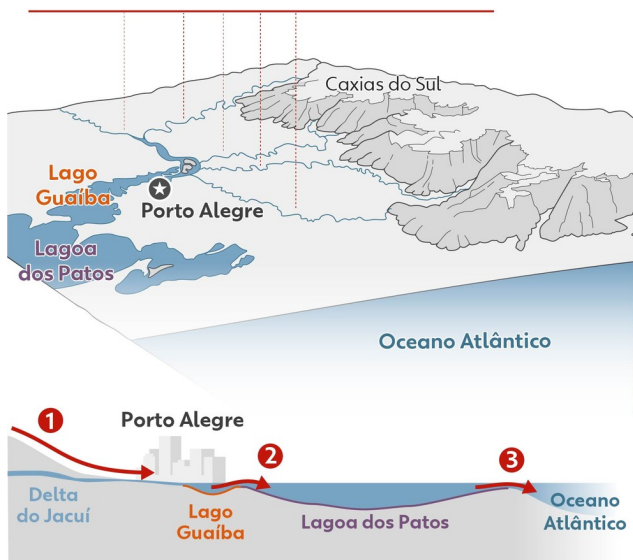 Caxias do Sul
Lago
Guaíba
Porto Alegre
Lagoa
dos Patos
Oceano Atlântico
1
Porto Alegre
2
3
Delta
do Jacuí
Lago
Guaíba
Lagoa dos Patos
Oceano
Atlântico